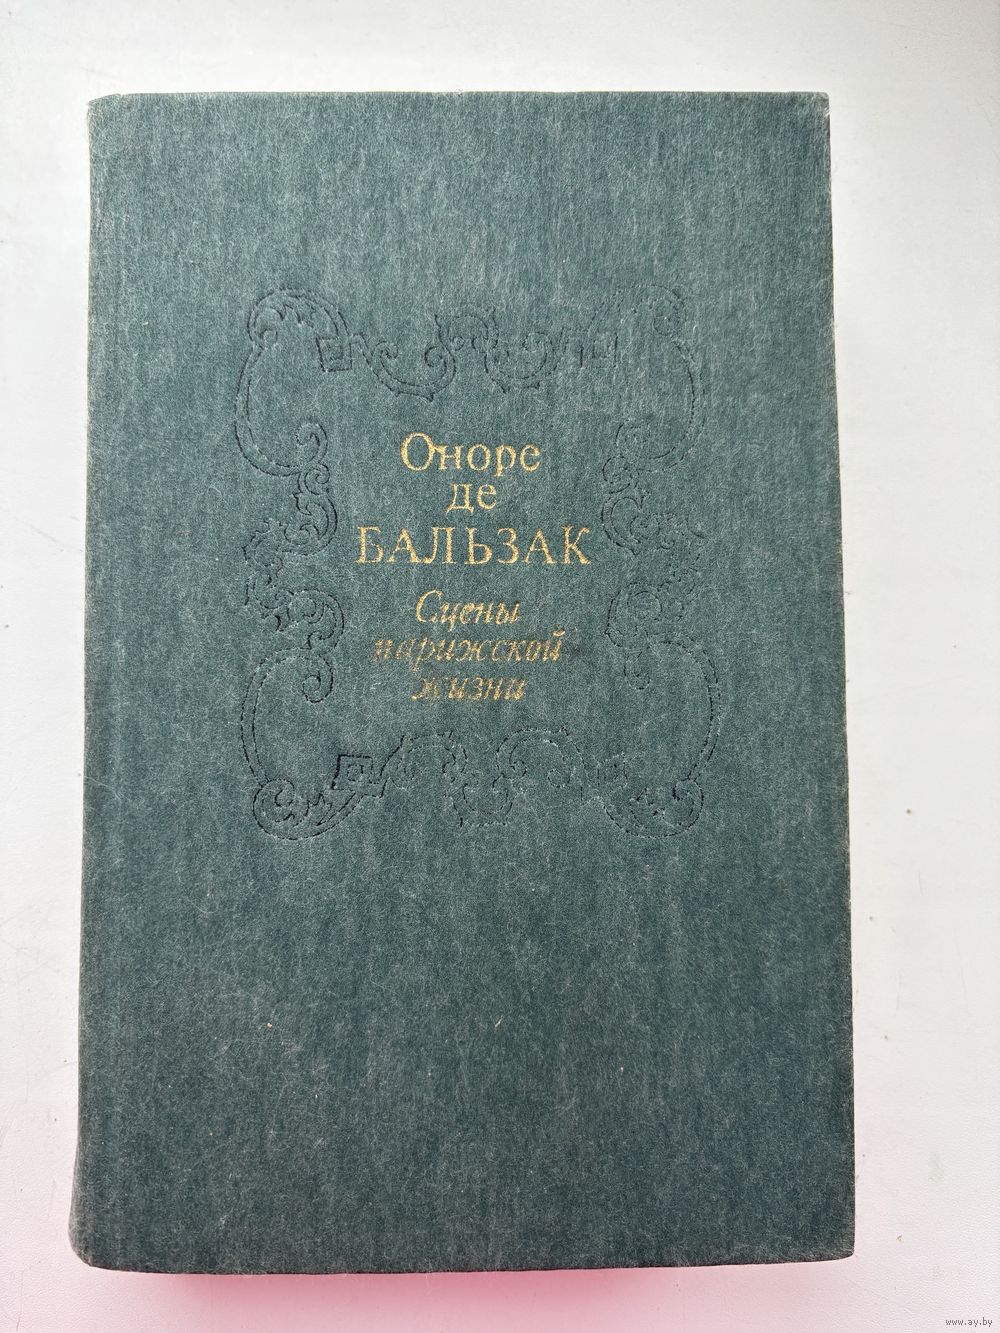 Оноре
де
БАЛЬЗАК
Сцены
парижской
жизни
www.ay.by